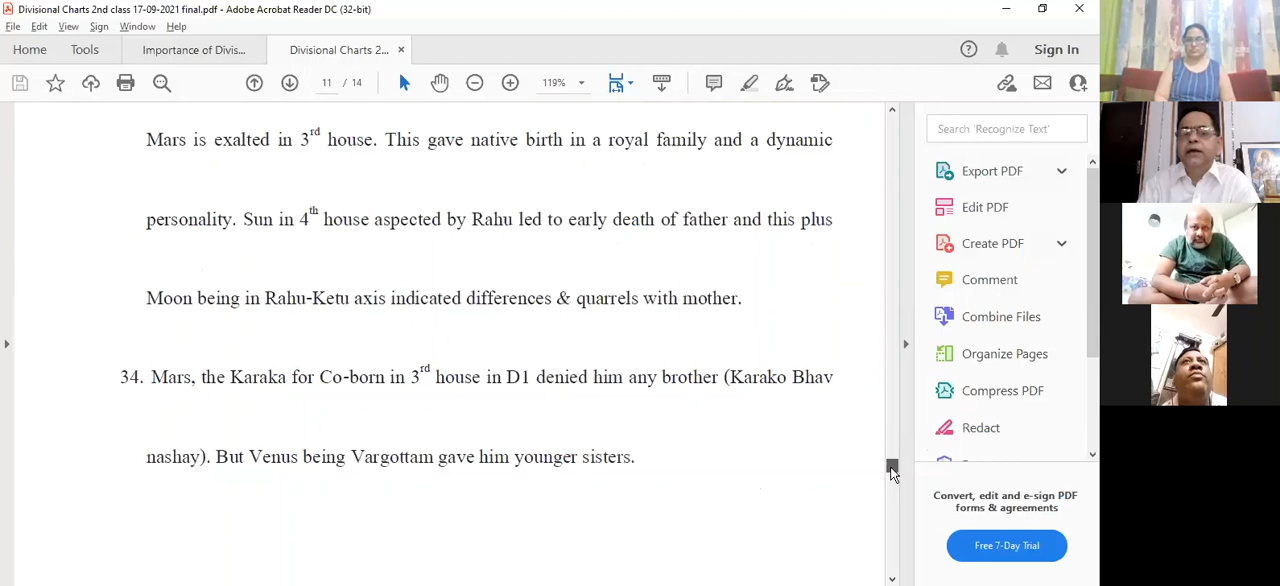 Divisional Charts 2nd class 17-09-2021 final.pdf - Adobe Acrobat Reader DC (32-bit)
File Edit View Sign Window Help
Home Tools Importance of Divis... Divisional Charts 2... × Sign In
11 / 14 119%
Mars is exalted in 3rd house. This gave native birth in a royal family and a dynamic
personality. Sun in 4th house aspected by Rahu led to early death of father and this plus
Moon being in Rahu-Ketu axis indicated differences & quarrels with mother.
34. Mars, the Karaka for Co-born in 3rd house in D1 denied him any brother (Karako Bhav
nashay). But Venus being Vargottam gave him younger sisters.
Search 'Recognize Text'
Export PDF
Edit PDF
Create PDF
Comment
Combine Files
Organize Pages
Compress PDF
Redact
Convert, edit and e-sign PDF
forms & agreements
Free 7-Day Trial